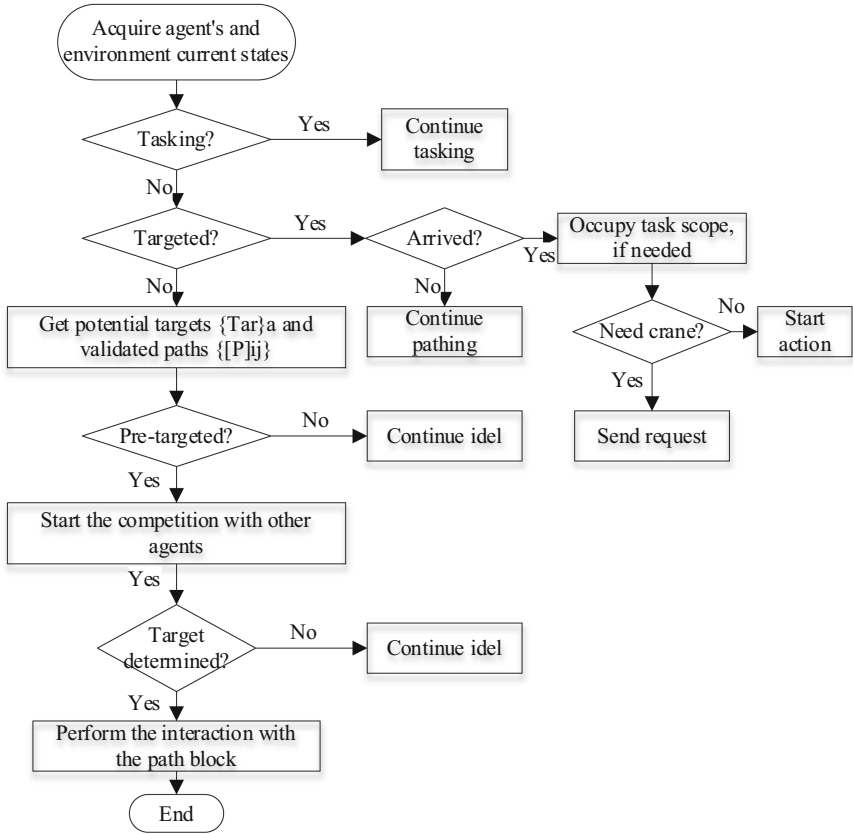 Acquire agent's and
environment current states
Tasking?
Yes
Continue
tasking
No
Targeted?
Yes
Arrived?
Yes
Occupy task scope,
if needed
No
Get potential targets {Tar}a and
validated paths {[P]ij}
No
Continue
pathing
Need crane?
No
Start
action
Yes
Send request
Pre-targeted?
No
Continue idel
Yes
Start the competition with other
agents
Yes
Target
determined?
No
Continue idel
Yes
Perform the interaction with
the path block
End